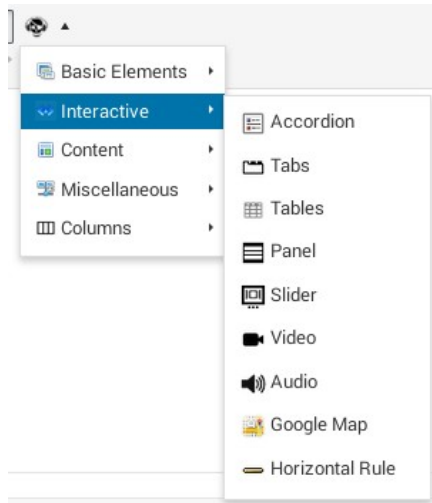 Basic Elements
Interactive
Content
Miscellaneous
Columns
Accordion
Tabs
Tables
Panel
Slider
Video
Audio
Google Map
Horizontal Rule